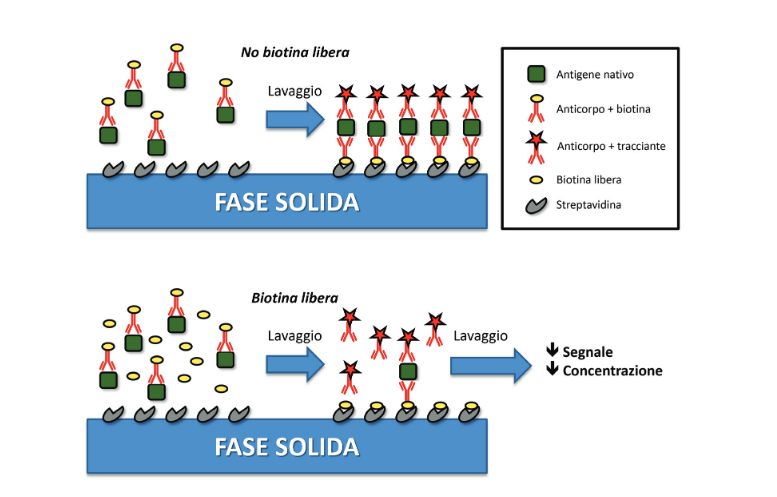 No biotina libera
Lavaggio
FASE SOLIDA
Antigene nativo
Anticorpo + biotina
Anticorpo + tracciante
Biotina libera
Streptavidina
Biotina libera
Lavaggio
Lavaggio
↓ Segnale
↓ Concentrazione
FASE SOLIDA